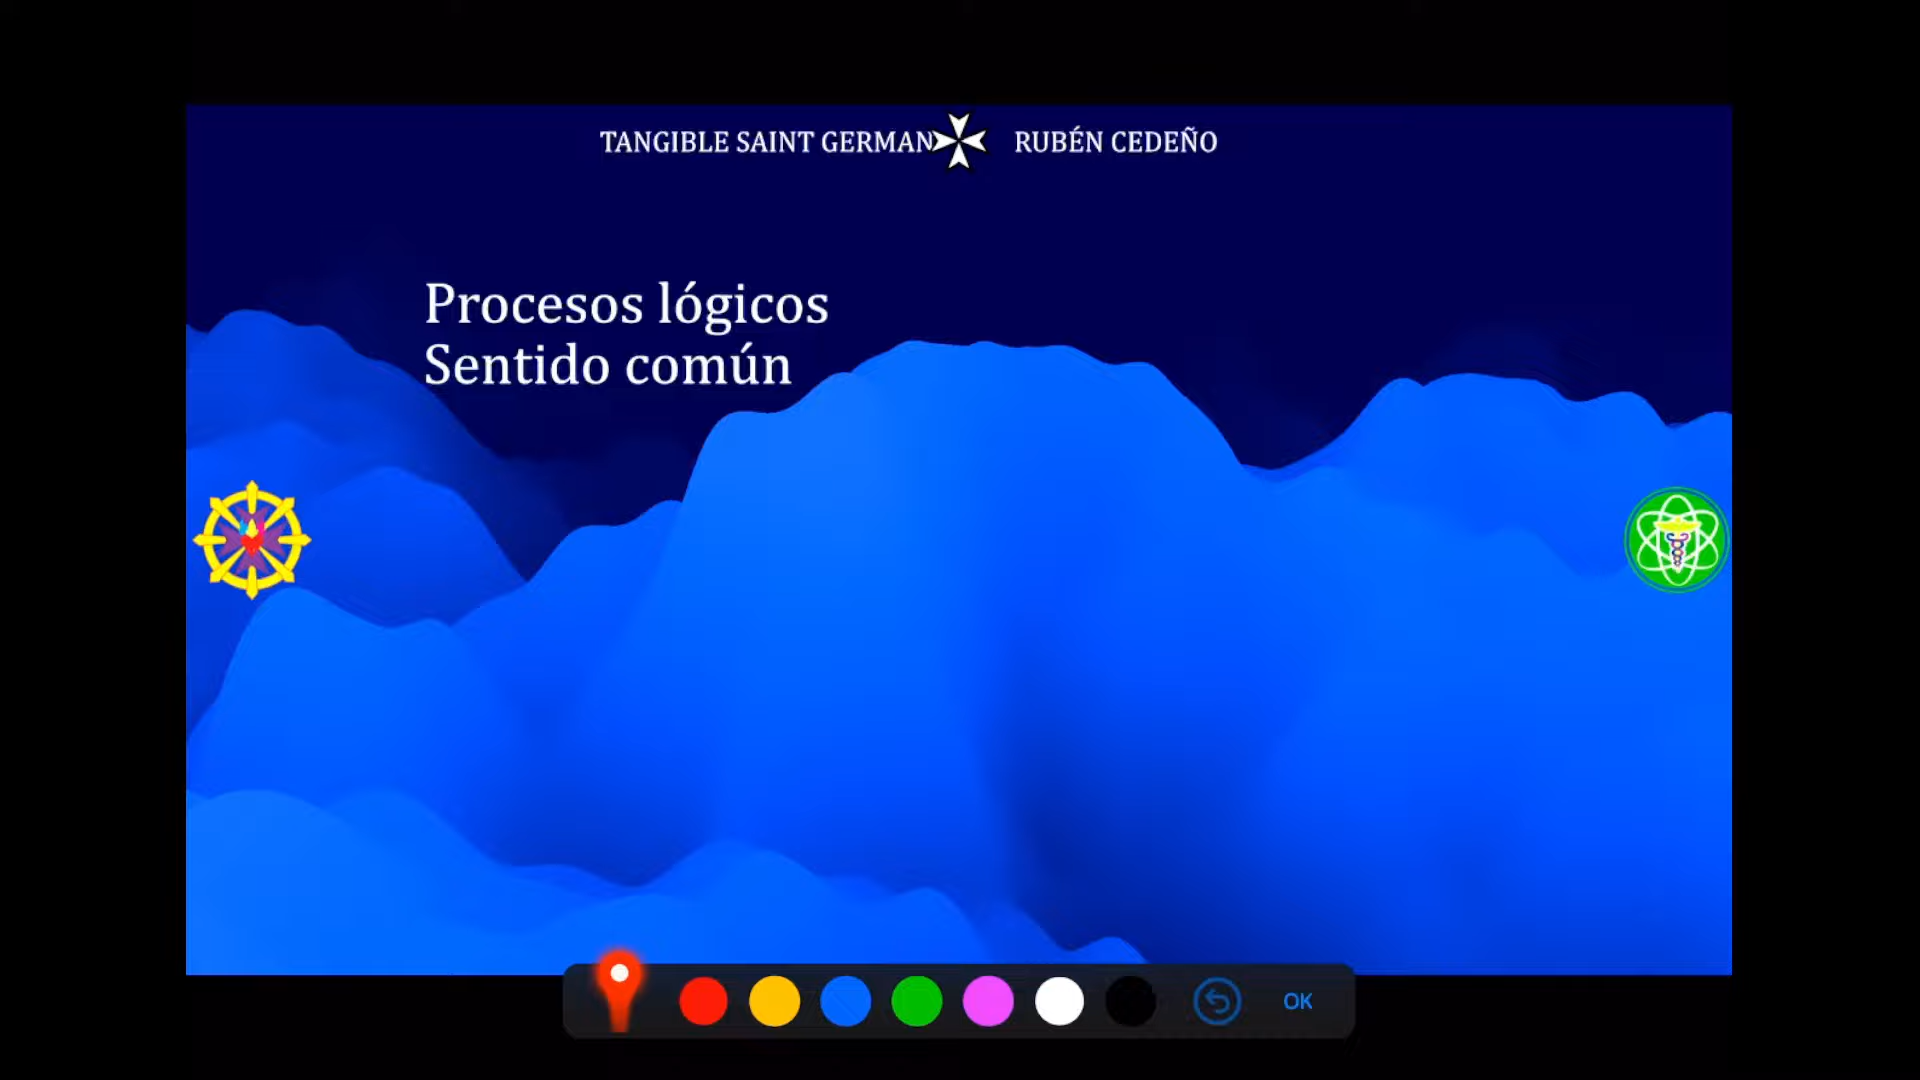 TANGIBLE SAINT GERMAN RUBÉN CEDEÑO
Procesos lógicos
Sentido común
OK